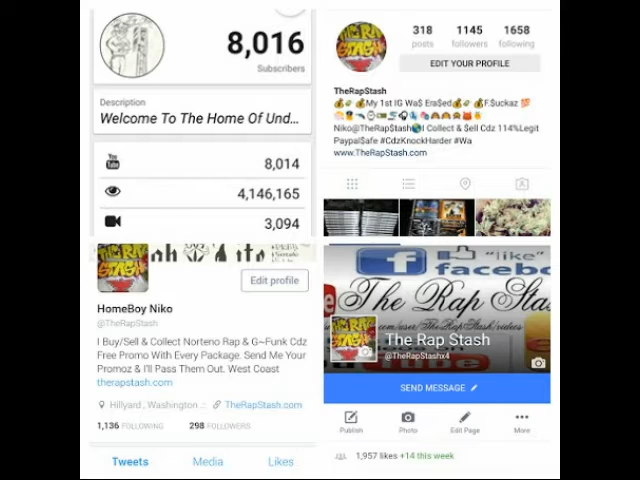 8,016
Subscribers
Description
Welcome To The Home Of Und...
You
Tube
8,014
4,146,165
3,094
318
posts
1145
followers
1658
following
EDIT YOUR PROFILE
TheRapStash
My 1st IG Wa$ Era$ed F.$uckaz
Niko@TheRap$tash I Collect & $ell Cdz 114%Legit
Paypal$afe #CdzKnockHarder #Wa
www.TheRapStash.com
Edit profile
HomeBoy Niko
@TheRapStash
I Buy/Sell & Collect Norteno Rap & G~Funk Cdz
Free Promo With Every Package. Send Me Your
Promoz & I'll Pass Them Out. West Coast
therapstash.com
Hillyard , Washington .::
TheRapStash.com
1,136 FOLLOWING
298 FOLLOWERS
Tweets
Media
Likes
"like"
The Rap Stas
The Rap Stash
@TheRapStashx4
SEND MESSAGE
Publish
Photo
Edit Page
More
1,957 likes +14 this week